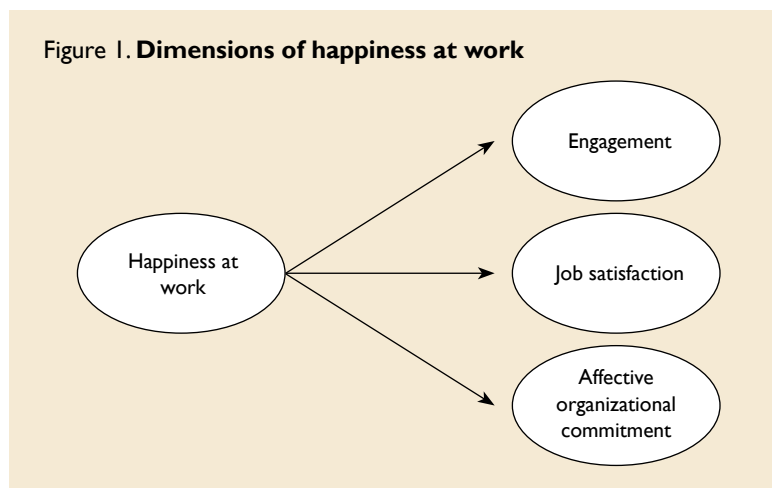 Figure 1. Dimensions of happiness at work
Engagement
Happiness at
work
Job satisfaction
Affective
organizational
commitment